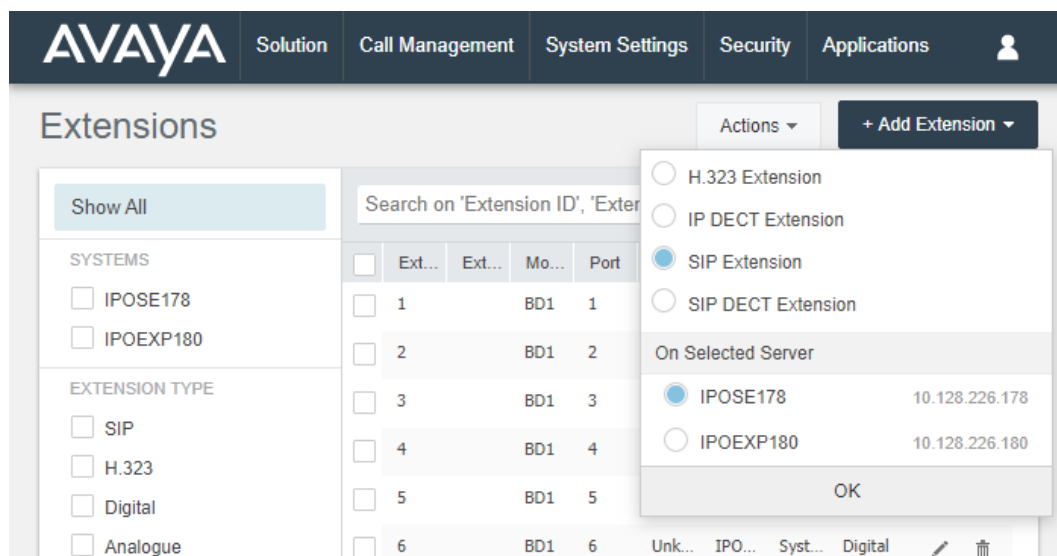 AVAYA Solution Call Management System Settings Security Applications
Extensions Actions + Add Extension
Show All
SYSTEMS
IPOSE178
IPOEXP180
EXTENSION TYPE
SIP
H.323
Digital
Analogue
Search on 'Extension ID', 'Exter
Ext... Ext... Mo... Port
1 BD1 1
2 BD1 2
3 BD1 3
4 BD1 4
5 BD1 5
6 BD1 6 Unk... IPO... Syst... Digital
H.323 Extension
IP DECT Extension
SIP Extension
SIP DECT Extension
On Selected Server
IPOSE178 10.128.226.178
IPOEXP180 10.128.226.180
OK